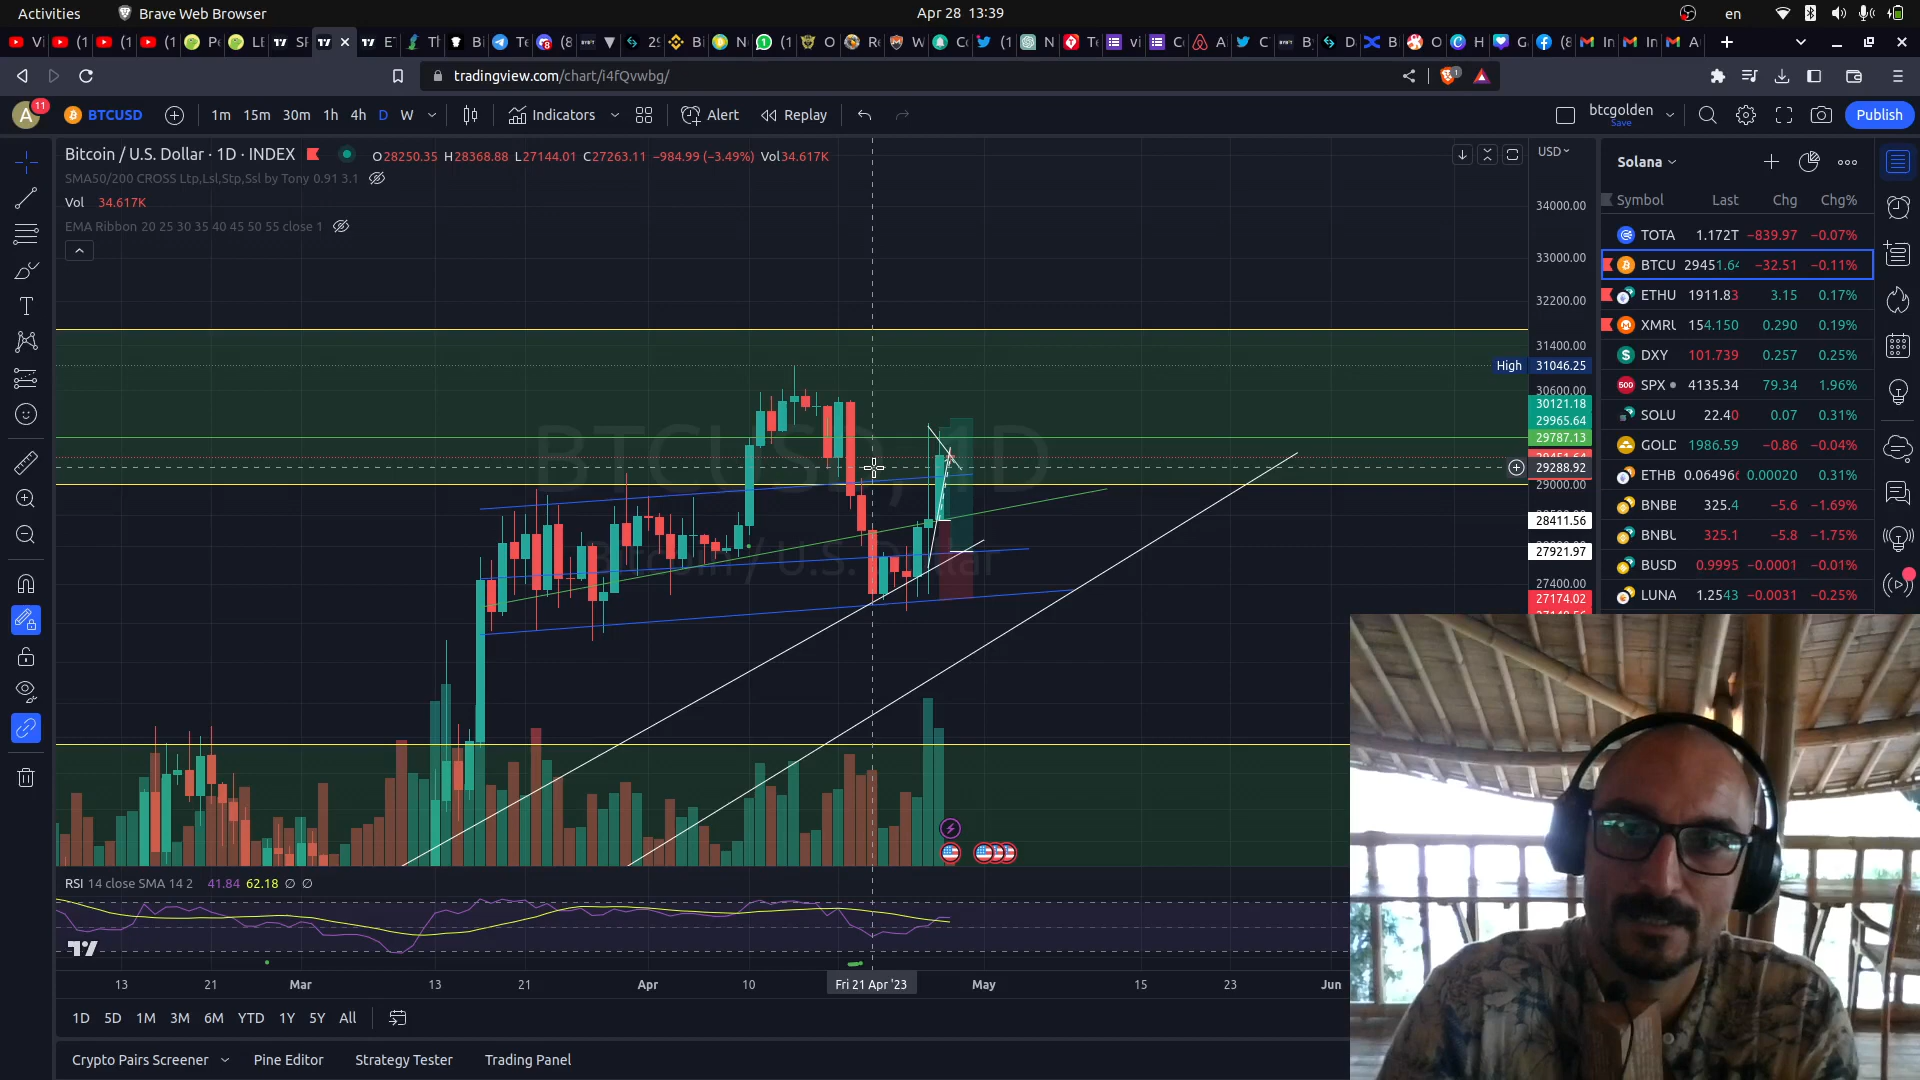 Activities
Brave Web Browser
Apr 28 13:39
en
tradingview.com/chart/i4fQvwbg/
A
11
BTCUSD
1m 15m 30m 1h 4h D W
Indicators
Alert
Replay
btcgolden
Save
Publish
Bitcoin / U.S. Dollar · 1D · INDEX
O28250.35 H28368.88 L27144.01 C27263.11 −984.99 (−3.49%) Vol34.617K
SMA50/200 CROSS Ltp,Lsl,Stp,Ssl by Tony 0.91 3.1
Vol 34.617K
EMA Ribbon 20 25 30 35 40 45 50 55 close 1
BTCUSD, 1D
Bitcoin / U.S. Dollar
USD
34000.00
33000.00
32200.00
31400.00
High 31046.25
30600.00
30121.18
29965.64
29787.13
29288.92
29000.00
28411.56
27921.97
27400.00
27174.02
Solana
Symbol Last Chg Chg%
TOTA 1.172T −839.97 −0.07%
BTCU 29451.64 −32.51 −0.11%
ETHU 1911.83 3.15 0.17%
XMRU 154.150 0.290 0.19%
DXY 101.739 0.257 0.25%
SPX 4135.34 79.34 1.96%
SOLU 22.40 0.07 0.31%
GOLD 1986.59 −0.86 −0.04%
ETHB 0.06496 0.00020 0.31%
BNBB 325.4 −5.6 −1.69%
BNBU 325.1 −5.8 −1.75%
BUSD 0.9995 −0.0001 −0.01%
LUNA 1.2543 −0.0031 −0.25%
RSI 14 close SMA 14 2 41.84 62.18 ∅ ∅
13 21 Mar 13 21 Apr 10 Fri 21 Apr '23 May 15 23 Jun
1D 5D 1M 3M 6M YTD 1Y 5Y All
Crypto Pairs Screener
Pine Editor
Strategy Tester
Trading Panel